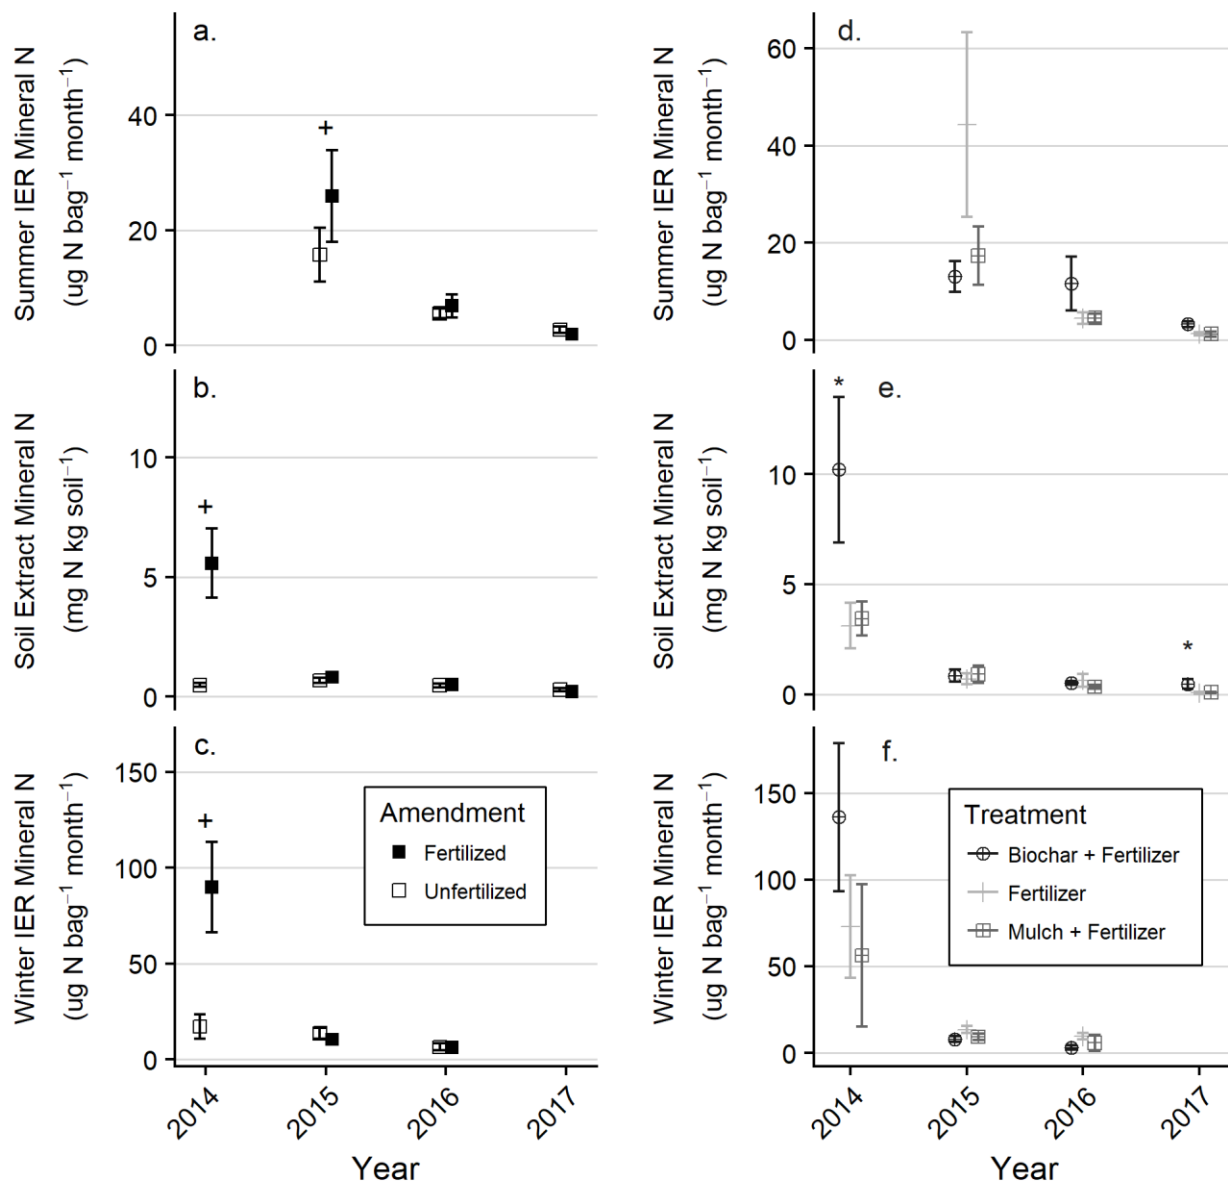 a.
Summer IER Mineral N
(ug N bag⁻¹ month⁻¹)
40
20
0
+
b.
Soil Extract Mineral N
(mg N kg soil⁻¹)
10
5
0
+
c.
Winter IER Mineral N
(ug N bag⁻¹ month⁻¹)
150
100
50
0
+
Amendment
Fertilized
Unfertilized
2014
2015
2016
2017
Year
d.
Summer IER Mineral N
(ug N bag⁻¹ month⁻¹)
60
40
20
0
e.
Soil Extract Mineral N
(mg N kg soil⁻¹)
10
5
0
*
*
f.
Winter IER Mineral N
(ug N bag⁻¹ month⁻¹)
150
100
50
0
Treatment
Biochar + Fertilizer
Fertilizer
Mulch + Fertilizer
2014
2015
2016
2017
Year